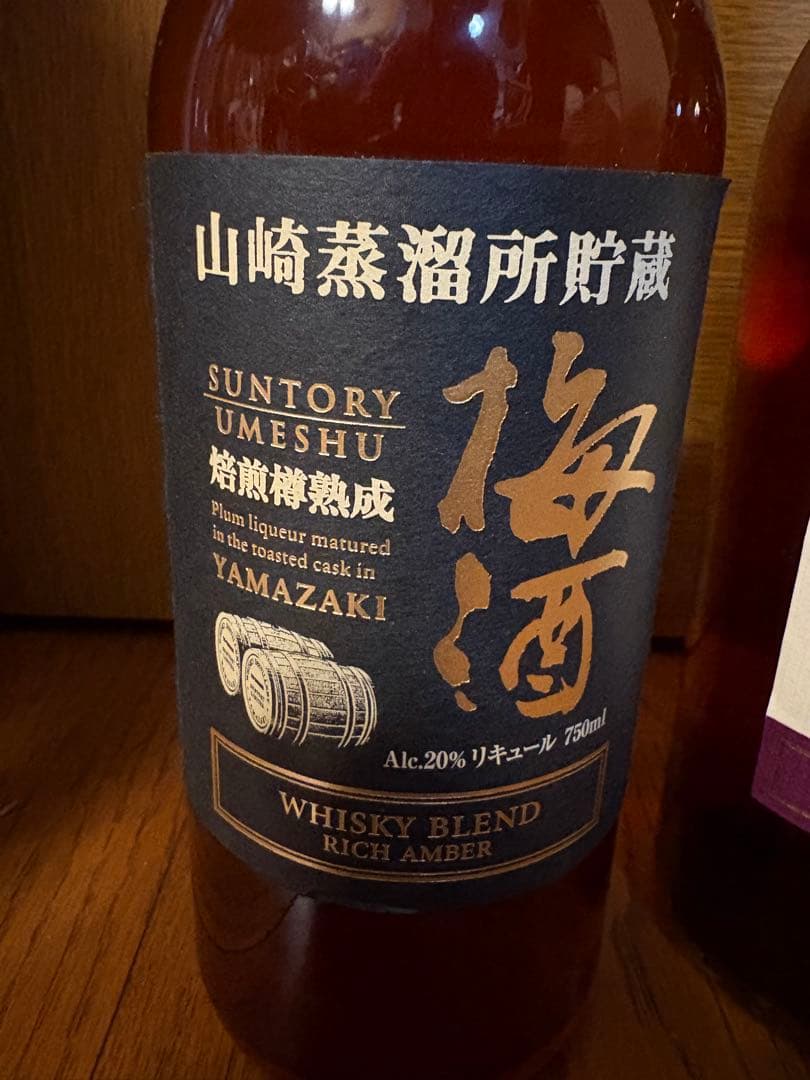 山崎蒸溜所貯蔵
梅酒
SUNTORY
UMESHU
焙煎樽熟成
Plum liqueur matured
in the toasted cask in
YAMAZAKI
Alc.20% リキュール 750ml
WHISKY BLEND
RICH AMBER